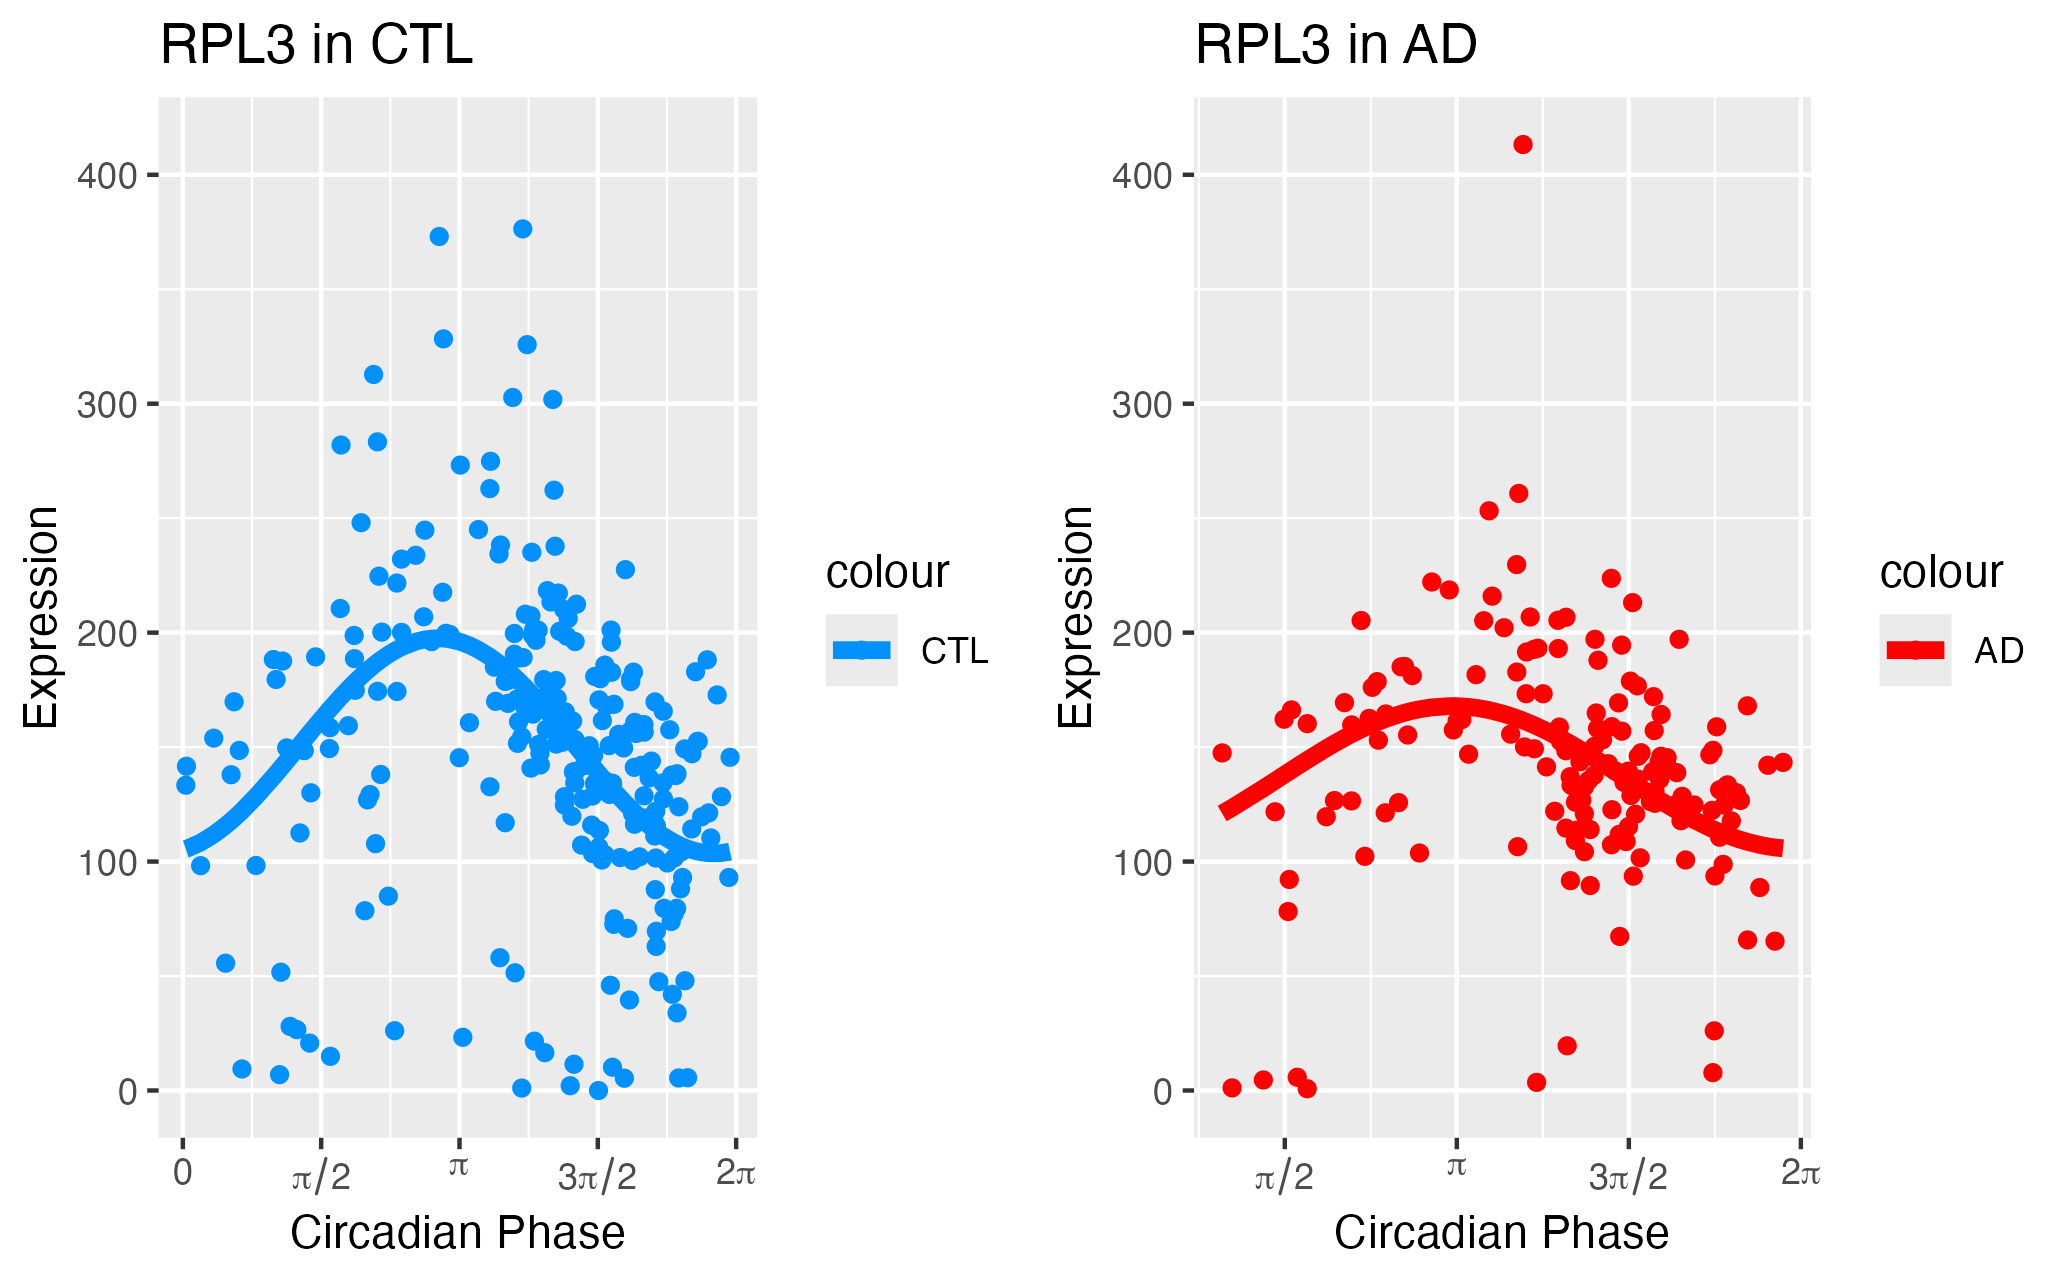 RPL3 in CTL
400
300
200
100
0
Expression
0 π/2 π 3π/2 2π
Circadian Phase
colour
CTL
RPL3 in AD
400
300
200
100
0
Expression
π/2 π 3π/2 2π
Circadian Phase
colour
AD